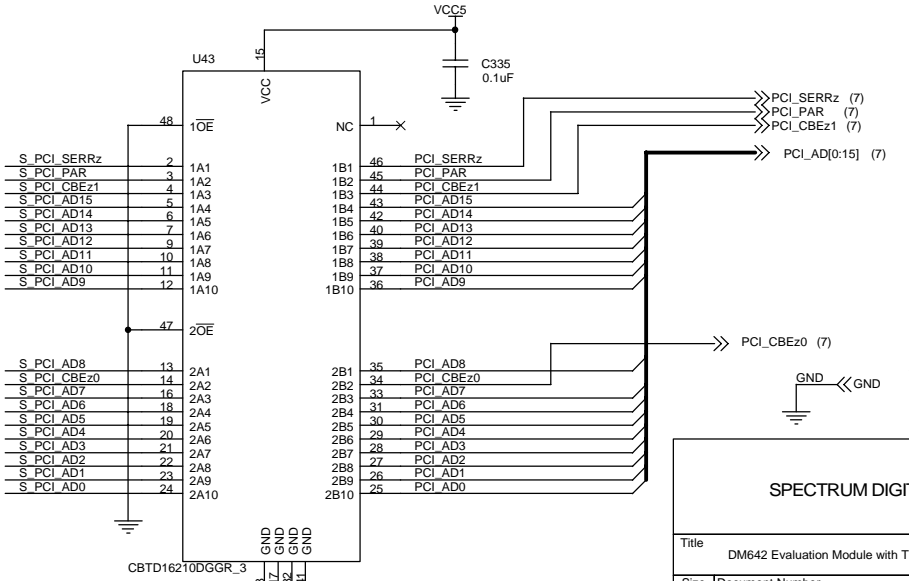 VCC5
U43
15
VCC
C335
0.1uF
48
1OE
NC
1
PCI_SERRz (7)
PCI_PAR (7)
PCI_CBEz1 (7)
PCI_AD[0:15] (7)
S_PCI_SERRz 2 1A1 1B1 46 PCI_SERRz
S_PCI_PAR 3 1A2 1B2 45 PCI_PAR
S_PCI_CBEz1 4 1A3 1B3 44 PCI_CBEz1
S_PCI_AD15 5 1A4 1B4 43 PCI_AD15
S_PCI_AD14 6 1A5 1B5 42 PCI_AD14
S_PCI_AD13 7 1A6 1B6 40 PCI_AD13
S_PCI_AD12 9 1A7 1B7 39 PCI_AD12
S_PCI_AD11 10 1A8 1B8 38 PCI_AD11
S_PCI_AD10 11 1A9 1B9 37 PCI_AD10
S_PCI_AD9 12 1A10 1B10 36 PCI_AD9
47 2OE
PCI_CBEz0 (7)
S_PCI_AD8 13 2A1 2B1 35 PCI_AD8
S_PCI_CBEz0 14 2A2 2B2 34 PCI_CBEz0
S_PCI_AD7 16 2A3 2B3 33 PCI_AD7
S_PCI_AD6 18 2A4 2B4 31 PCI_AD6
S_PCI_AD5 19 2A5 2B5 30 PCI_AD5
S_PCI_AD4 20 2A6 2B6 29 PCI_AD4
S_PCI_AD3 21 2A7 2B7 28 PCI_AD3
S_PCI_AD2 22 2A8 2B8 27 PCI_AD2
S_PCI_AD1 23 2A9 2B9 26 PCI_AD1
S_PCI_AD0 24 2A10 2B10 25 PCI_AD0
GND GND
GND GND GND GND
CBTD16210DGGR_3
SPECTRUM DIGIT
Title
DM642 Evaluation Module with T
Size Document Number